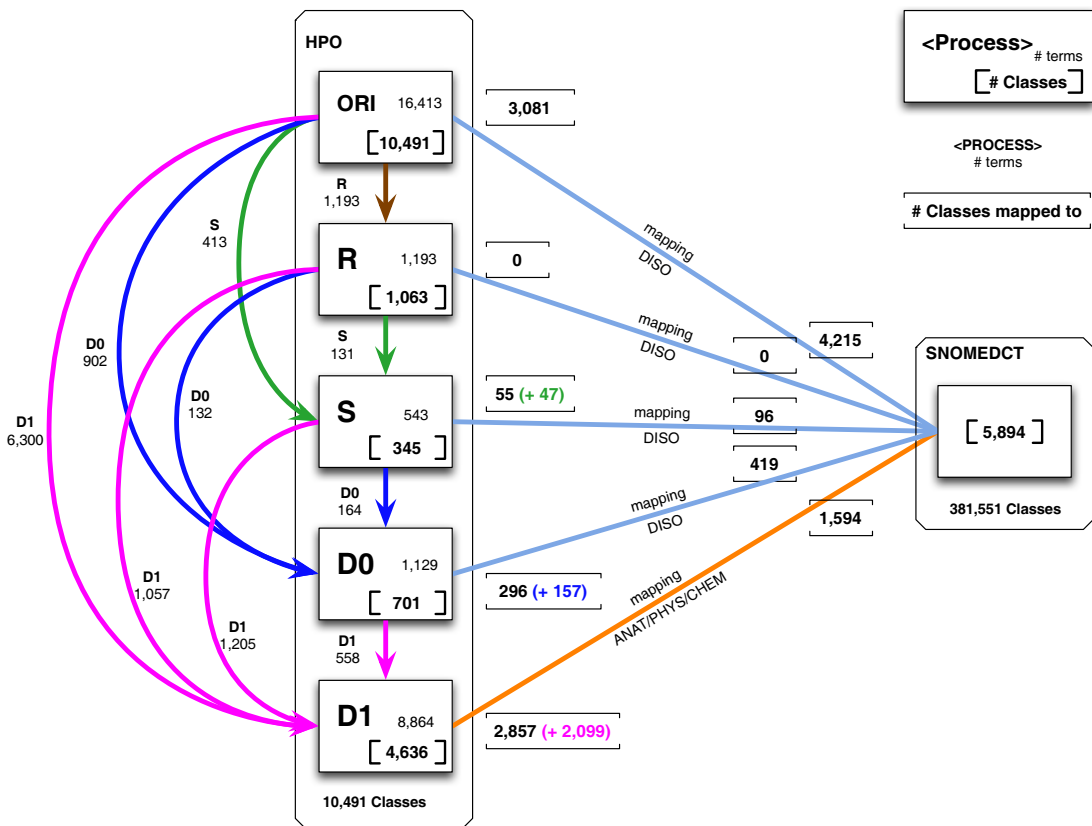 HPO
ORI 16,413
[10,491]
3,081
<Process>
# terms
[# Classes]
<PROCESS>
# terms
# Classes mapped to
R
1,193
S
413
R 1,193
[1,063]
0
mapping
DISO
mapping
DISO
S
131
D0
902
D0
132
D1
6,300
S 543
[345]
55 (+ 47)
mapping
DISO
0
4,215
96
419
1,594
SNOMEDCT
[5,894]
381,551 Classes
D0
164
mapping
DISO
D0 1,129
[701]
296 (+ 157)
mapping
ANAT/PHYS/CHEM
D1
1,057
D1
1,205
D1
558
D1 8,864
[4,636]
2,857 (+ 2,099)
10,491 Classes